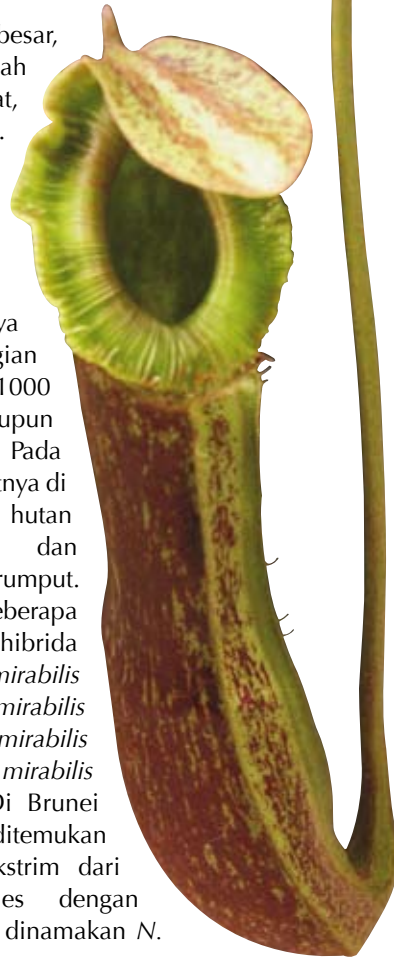 besar,
ah
at,
.
ya
gian
1000
upun
Pada
tnya di
hutan
dan
rumput.
eberapa
hibrida
mirabilis
mirabilis
mirabilis
mirabilis
Di Brunei
ditemukan
kstrim dari
es dengan
dinamakan N.